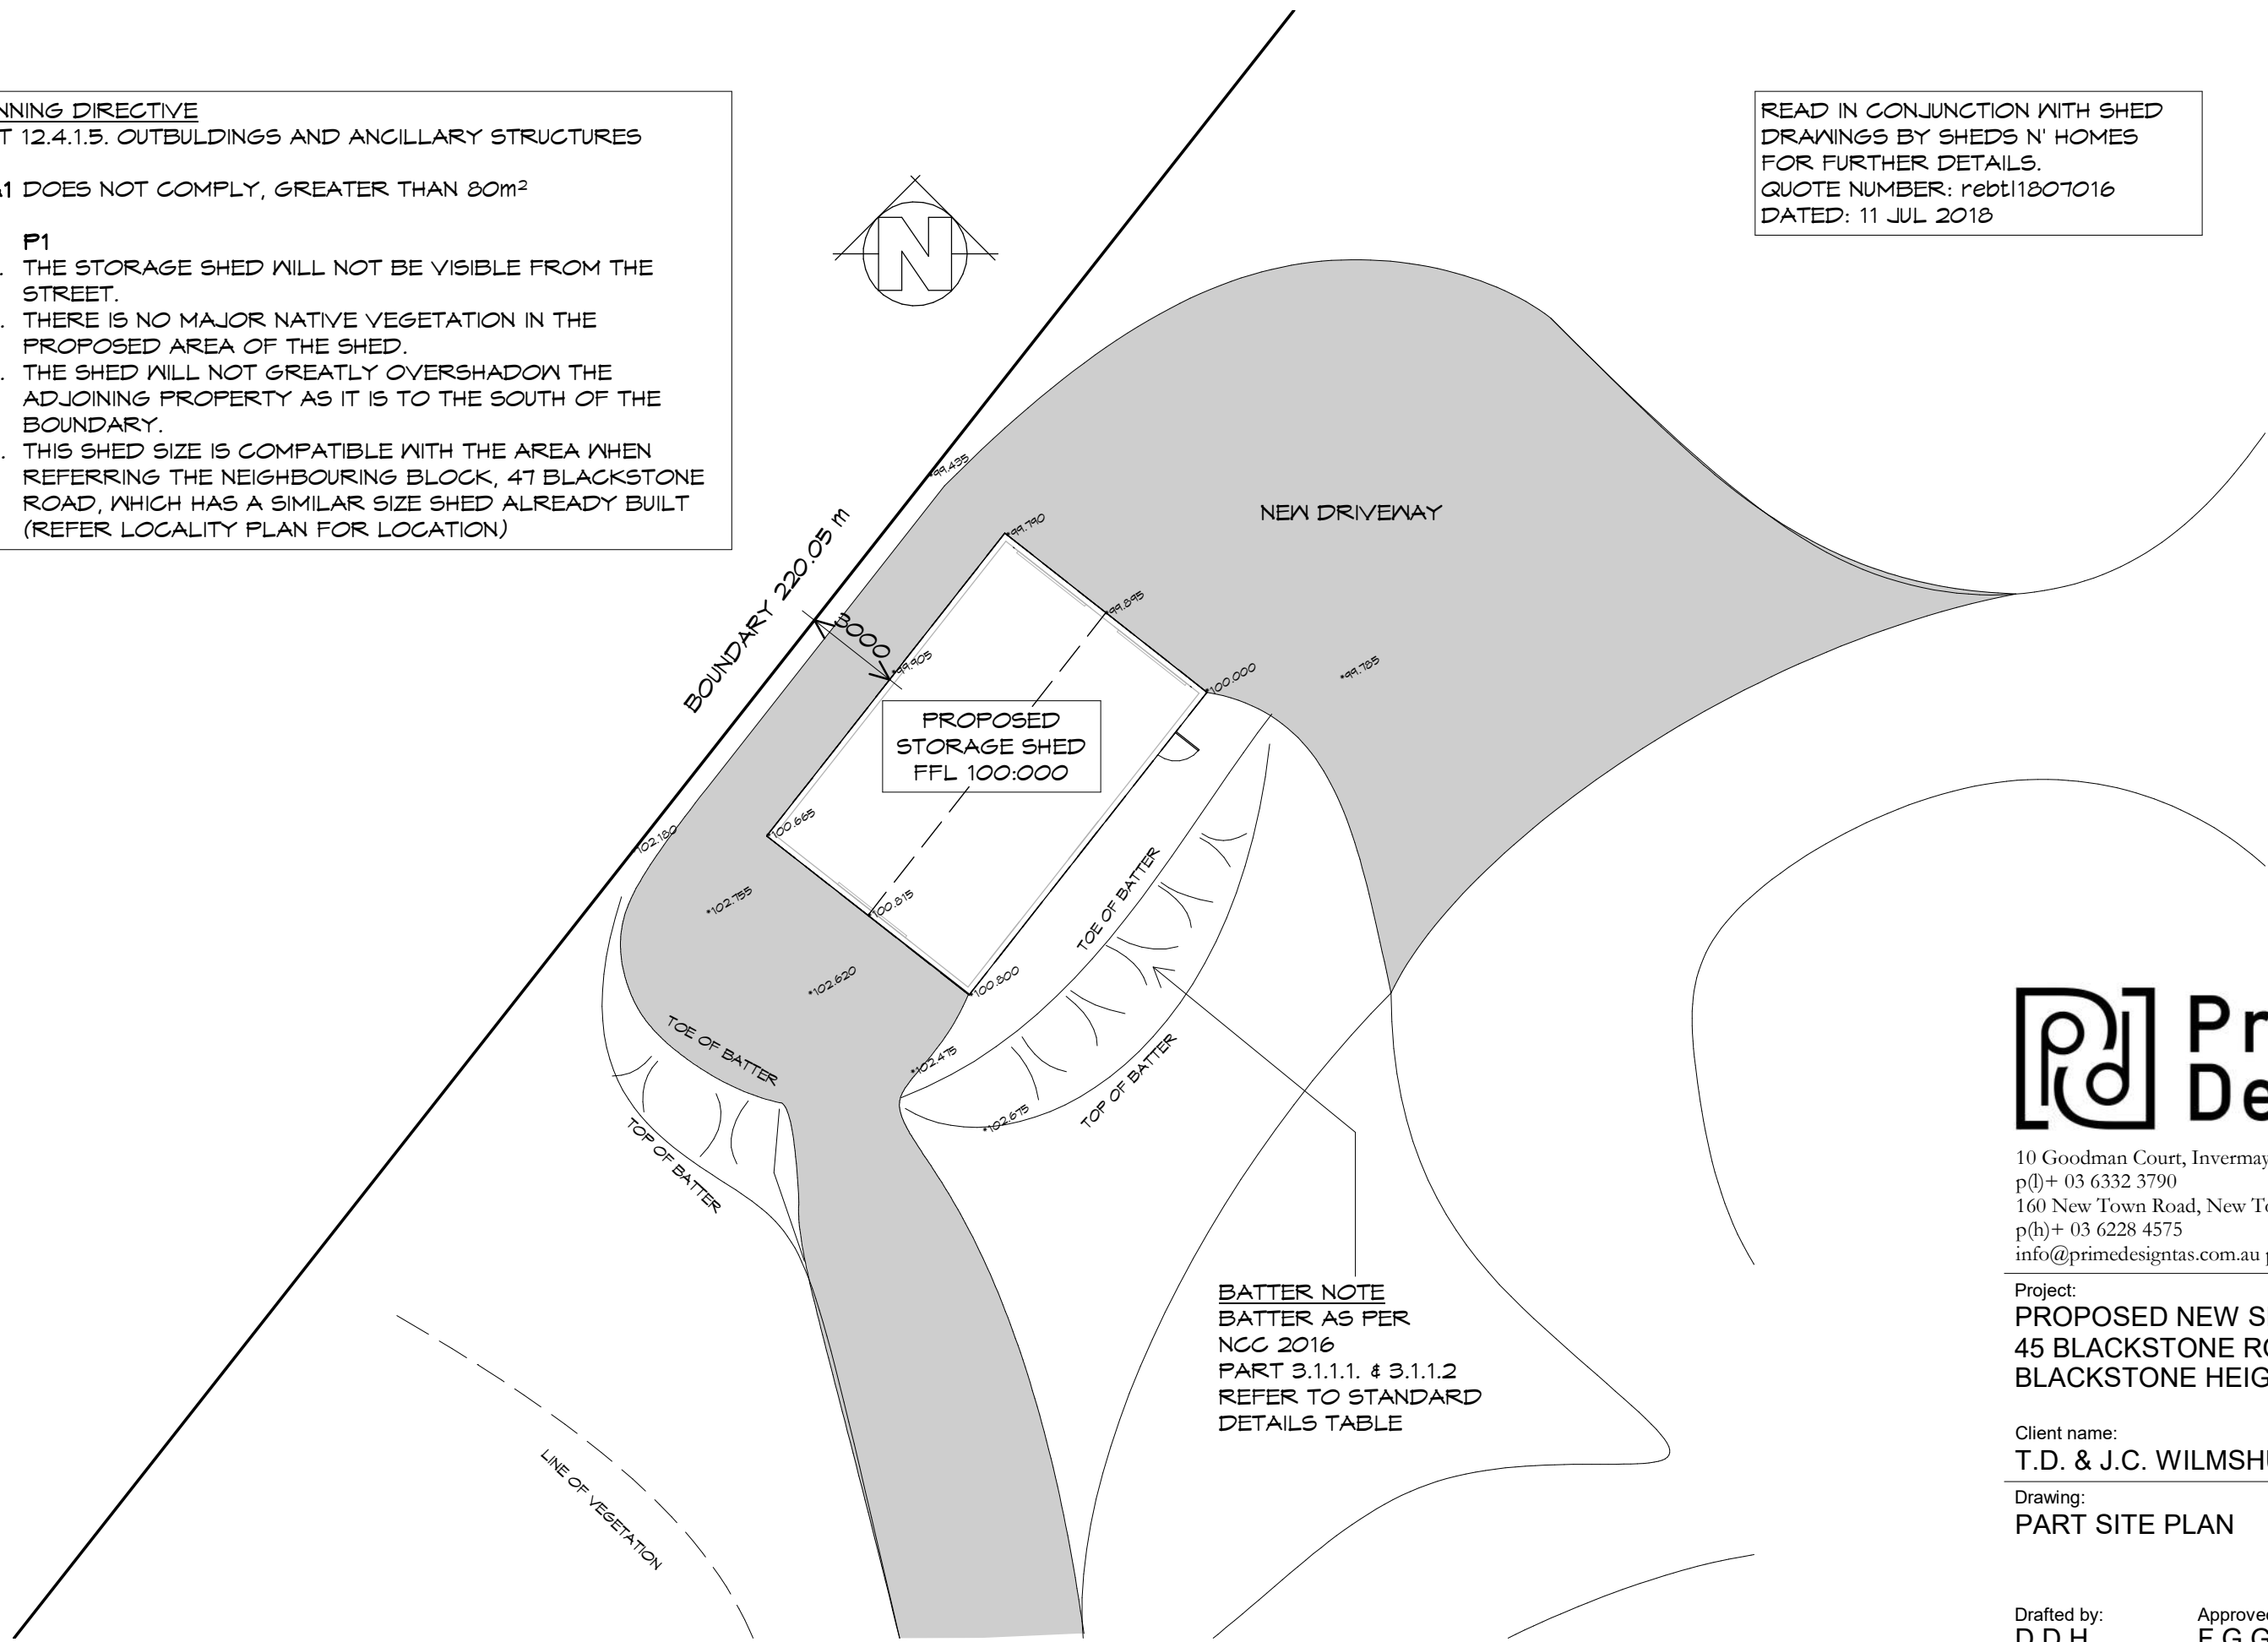 NNING DIRECTIVE
T 12.4.1.5. OUTBULDINGS AND ANCILLARY STRUCTURES
A1 DOES NOT COMPLY, GREATER THAN 80m²
P1
. THE STORAGE SHED WILL NOT BE VISIBLE FROM THE
STREET.
. THERE IS NO MAJOR NATIVE VEGETATION IN THE
PROPOSED AREA OF THE SHED.
. THE SHED WILL NOT GREATLY OVERSHADOW THE
ADJOINING PROPERTY AS IT IS TO THE SOUTH OF THE
BOUNDARY.
. THIS SHED SIZE IS COMPATIBLE WITH THE AREA WHEN
REFERRING THE NEIGHBOURING BLOCK, 47 BLACKSTONE
ROAD, WHICH HAS A SIMILAR SIZE SHED ALREADY BUILT
(REFER LOCALITY PLAN FOR LOCATION)
N
READ IN CONJUNCTION WITH SHED
DRAWINGS BY SHEDS N' HOMES
FOR FURTHER DETAILS.
QUOTE NUMBER: rebtl1807016
DATED: 11 JUL 2018
*99.435
NEW DRIVEWAY
*99.790
BOUNDARY 220.05 m
*99.895
3000
*99.905
*100.000
*99.785
PROPOSED
STORAGE SHED
FFL 100:000
*100.665
*102.180
*102.755
*100.815
TOE OF BATTER
*102.620
*100.800
TOE OF BATTER
*102.475
*102.675
TOP OF BATTER
TOP OF BATTER
BATTER NOTE
BATTER AS PER
NCC 2016
PART 3.1.1.1. & 3.1.1.2
REFER TO STANDARD
DETAILS TABLE
LINE OF VEGETATION
pd
Pr
De
10 Goodman Court, Invermay
p(l)+ 03 6332 3790
160 New Town Road, New To
p(h)+ 03 6228 4575
info@primedesigntas.com.au p
Project:
PROPOSED NEW S
45 BLACKSTONE RO
BLACKSTONE HEIG
Client name:
T.D. & J.C. WILMSHU
Drawing:
PART SITE PLAN
Drafted by:
Approved
D.D.H.
F.G.G